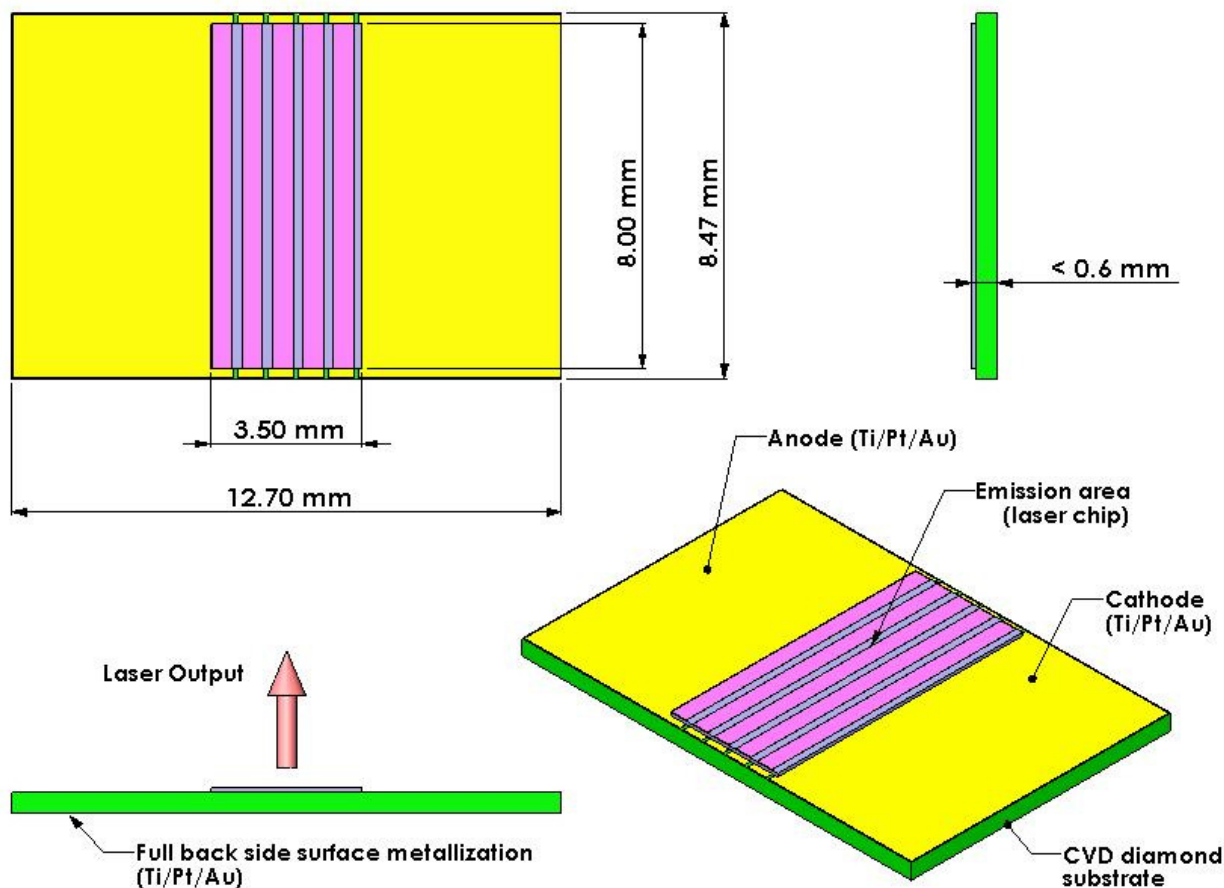 8.00 mm
8.47 mm
< 0.6 mm
3.50 mm
12.70 mm
Anode (Ti/Pt/Au)
Emission area
(laser chip)
Cathode
(Ti/Pt/Au)
Laser Output
Full back side surface metallization
(Ti/Pt/Au)
CVD diamond
substrate